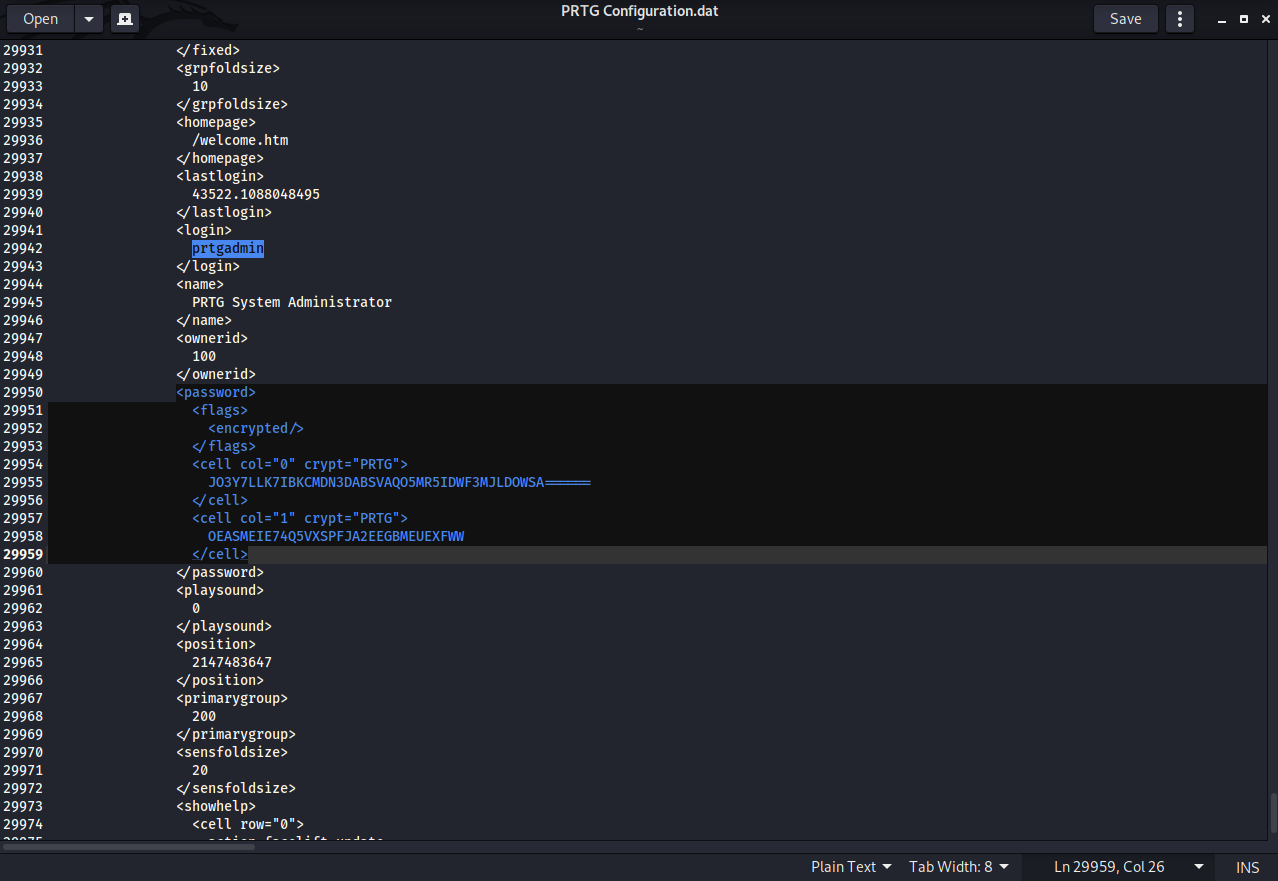 Open
PRTG Configuration.dat
~
Save
29931 </fixed>
29932 <grpfoldsize>
29933 10
29934 </grpfoldsize>
29935 <homepage>
29936 /welcome.htm
29937 </homepage>
29938 <lastlogin>
29939 43522.1088048495
29940 </lastlogin>
29941 <login>
29942 prtgadmin
29943 </login>
29944 <name>
29945 PRTG System Administrator
29946 </name>
29947 <ownerid>
29948 100
29949 </ownerid>
29950 <password>
29951 <flags>
29952 <encrypted/>
29953 </flags>
29954 <cell col="0" crypt="PRTG">
29955 JO3Y7LLK7IBKCMDN3DABSVAQO5MR5IDWF3MJLDOWSA======
29956 </cell>
29957 <cell col="1" crypt="PRTG">
29958 OEASMEIE74Q5VXSPFJA2EEGBMEUEXFWW
29959 </cell>
29960 </password>
29961 <playsound>
29962 0
29963 </playsound>
29964 <position>
29965 2147483647
29966 </position>
29967 <primarygroup>
29968 200
29969 </primarygroup>
29970 <sensfoldsize>
29971 20
29972 </sensfoldsize>
29973 <showhelp>
29974 <cell row="0">
Plain Text Tab Width: 8 Ln 29959, Col 26 INS